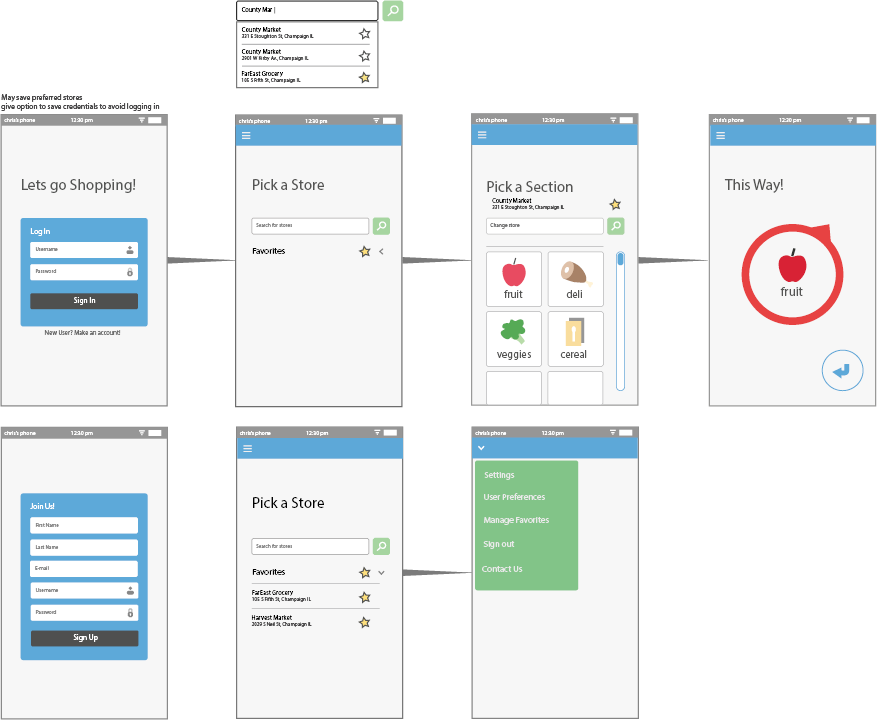 County Mar |
County Market
331 E Stoughton St, Champaign IL
County Market
2901 W Kirby Av., Champaign IL
FarEast Grocery
105 S Fifth St, Champaign IL
May save preferred stores
give option to save credentials to avoid logging in
chris's phone 12:30 pm
Lets go Shopping!
Log In
Username
Password
Sign In
New User? Make an account!
chris's phone 12:30 pm
Pick a Store
Search for stores
Favorites
chris's phone 12:30 pm
Pick a Section
County Market
331 E Stoughton St, Champaign IL
Change store
fruit
deli
veggies
cereal
chris's phone 12:20 pm
This Way!
fruit
chris's phone 12:30 pm
Join Us!
First Name
Last Name
E-mail
Username
Password
Sign Up
chris's phone 12:30 pm
Pick a Store
Search for stores
Favorites
FarEast Grocery
105 S Fifth St, Champaign IL
Harvest Market
2029 S Neil St, Champaign IL
chris's phone 12:30 pm
Settings
User Preferences
Manage Favorites
Sign out
Contact Us